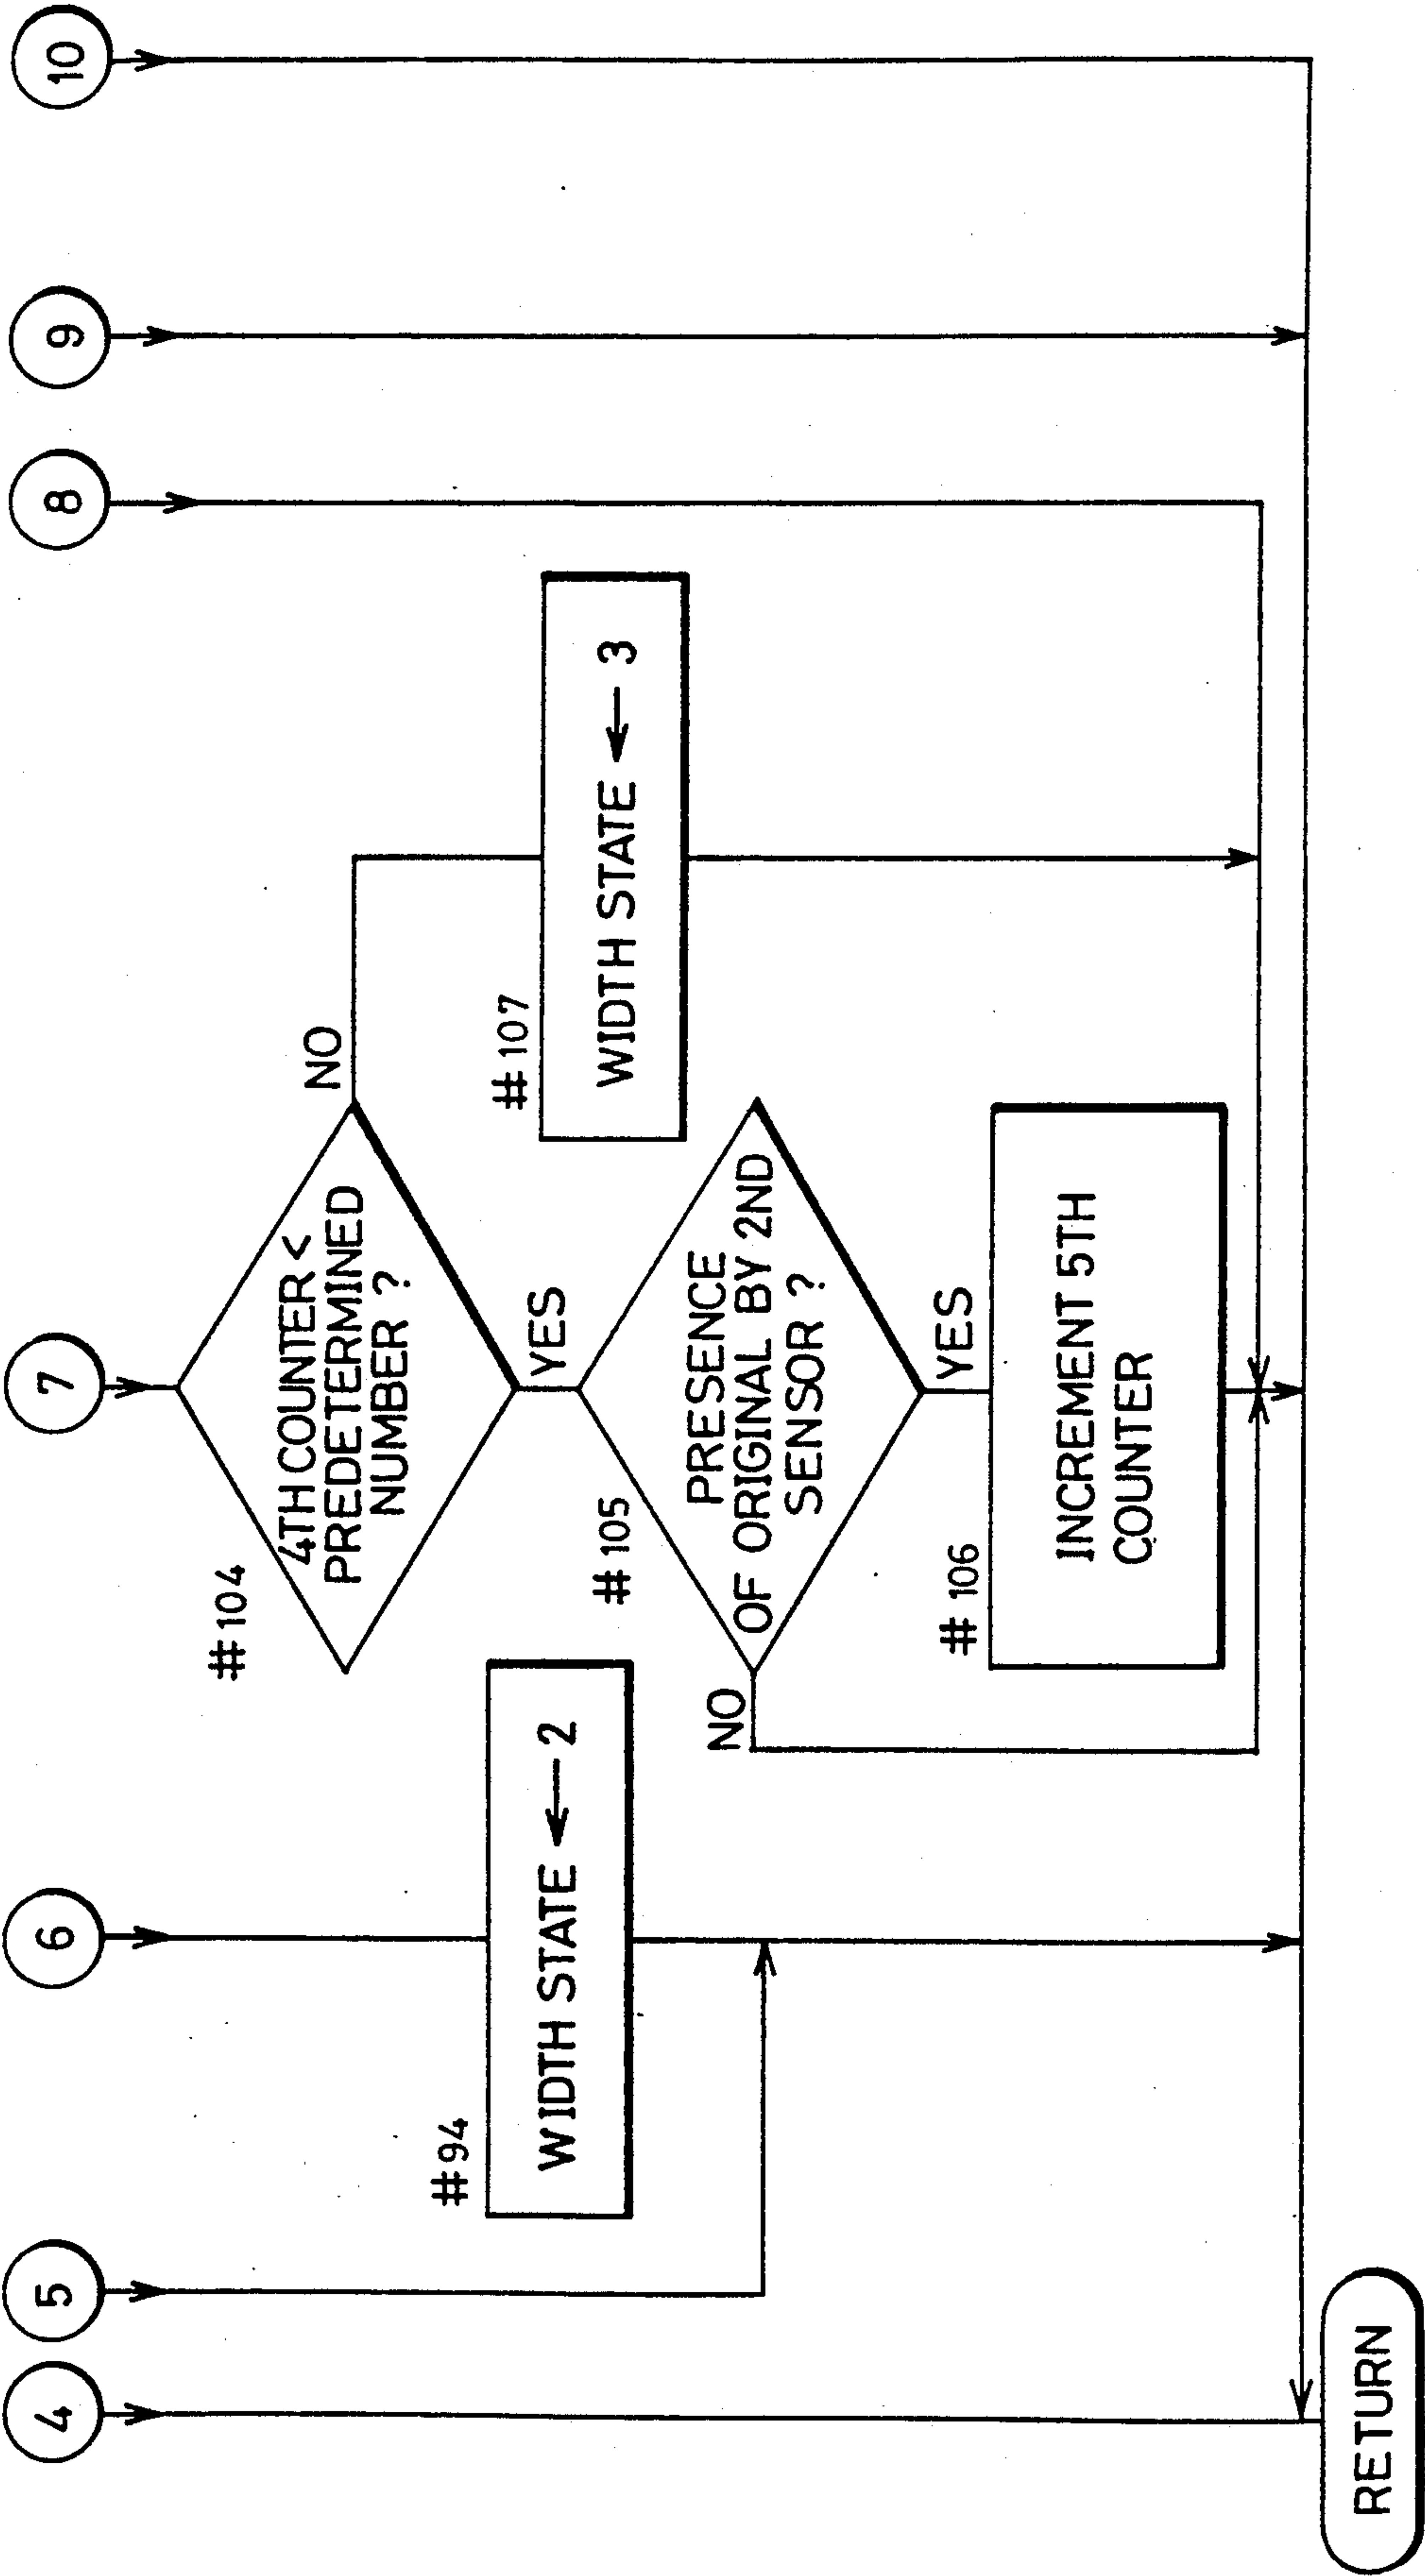 4
5
6
7
8
9
10
#94
WIDTH STATE ← 2
#104
4TH COUNTER <
PREDETERMINED
NUMBER ?
NO
YES
#105
PRESENCE
OF ORIGINAL BY 2ND
SENSOR ?
NO
YES
#106
INCREMENT 5TH
COUNTER
#107
WIDTH STATE ← 3
RETURN